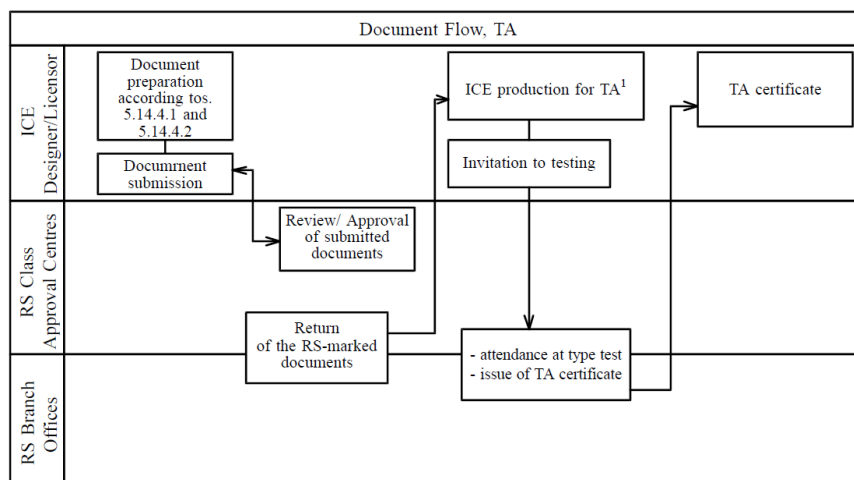 Document Flow, TA
ICE
Designer/Licensor
Document
preparation
according tos.
5.14.4.1 and
5.14.4.2
Documrnent
submission
ICE production for TA¹
Invitation to testing
TA certificate
RS Class
Approval Centres
Review/ Approval
of submitted
documents
Return
of the RS-marked
documents
- attendance at type test
- issue of TA certificate
RS Branch
Offices